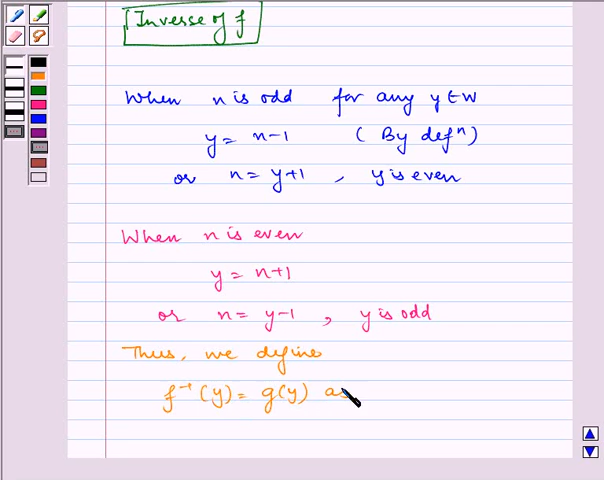 Inverse of f
When n is odd for any y ∈ W
y = n-1 (By defⁿ)
or n = y+1 , y is even
When n is even
y = n+1
or n = y-1 , y is odd
Thus, we define
f⁻¹(y) = g(y) as